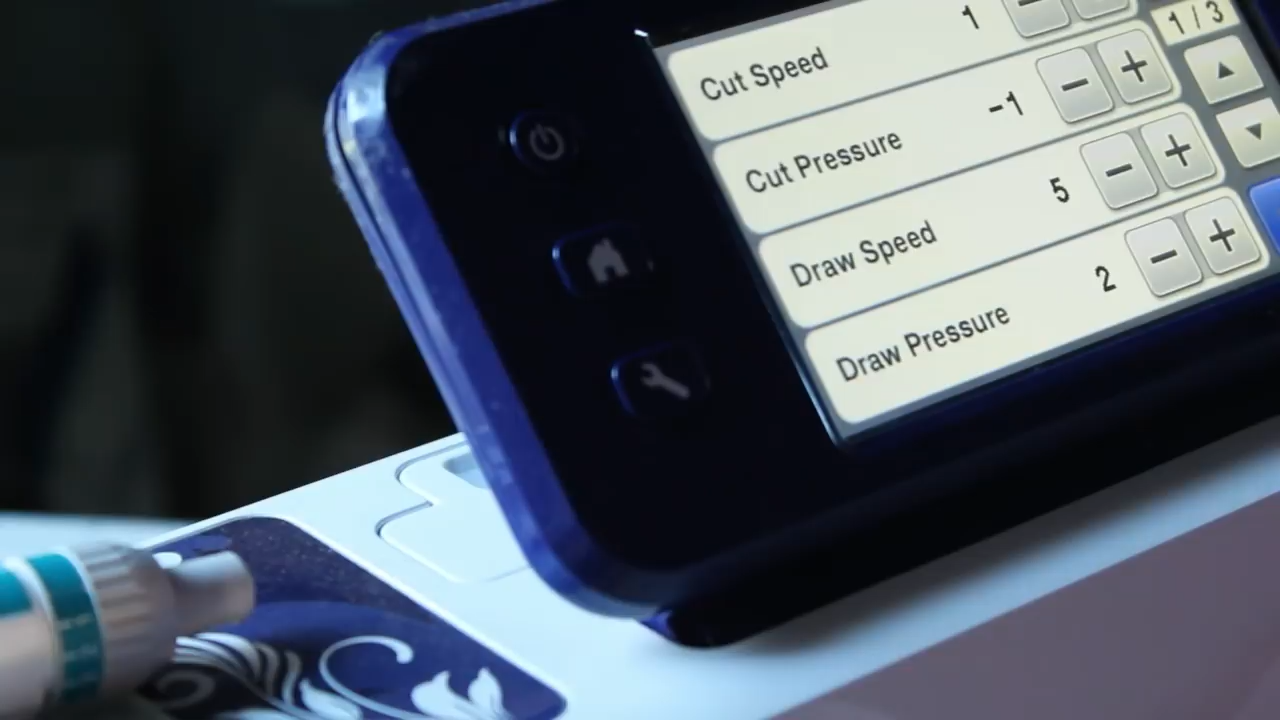 Cut Speed 1
1 / 3
Cut Pressure -1 - +
Draw Speed 5 - +
Draw Pressure 2 - +